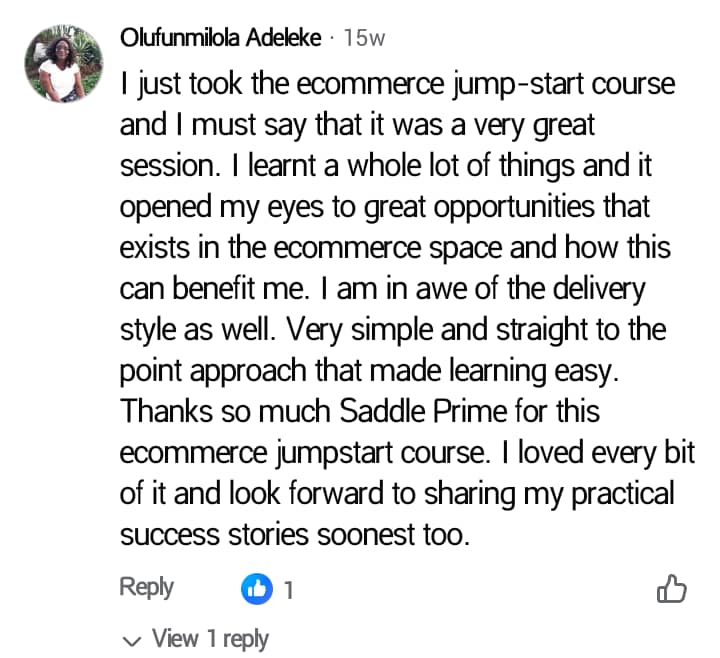 Olufunmilola Adeleke · 15w
I just took the ecommerce jump-start course
and I must say that it was a very great
session. I learnt a whole lot of things and it
opened my eyes to great opportunities that
exists in the ecommerce space and how this
can benefit me. I am in awe of the delivery
style as well. Very simple and straight to the
point approach that made learning easy.
Thanks so much Saddle Prime for this
ecommerce jumpstart course. I loved every bit
of it and look forward to sharing my practical
success stories soonest too.
Reply 1
View 1 reply